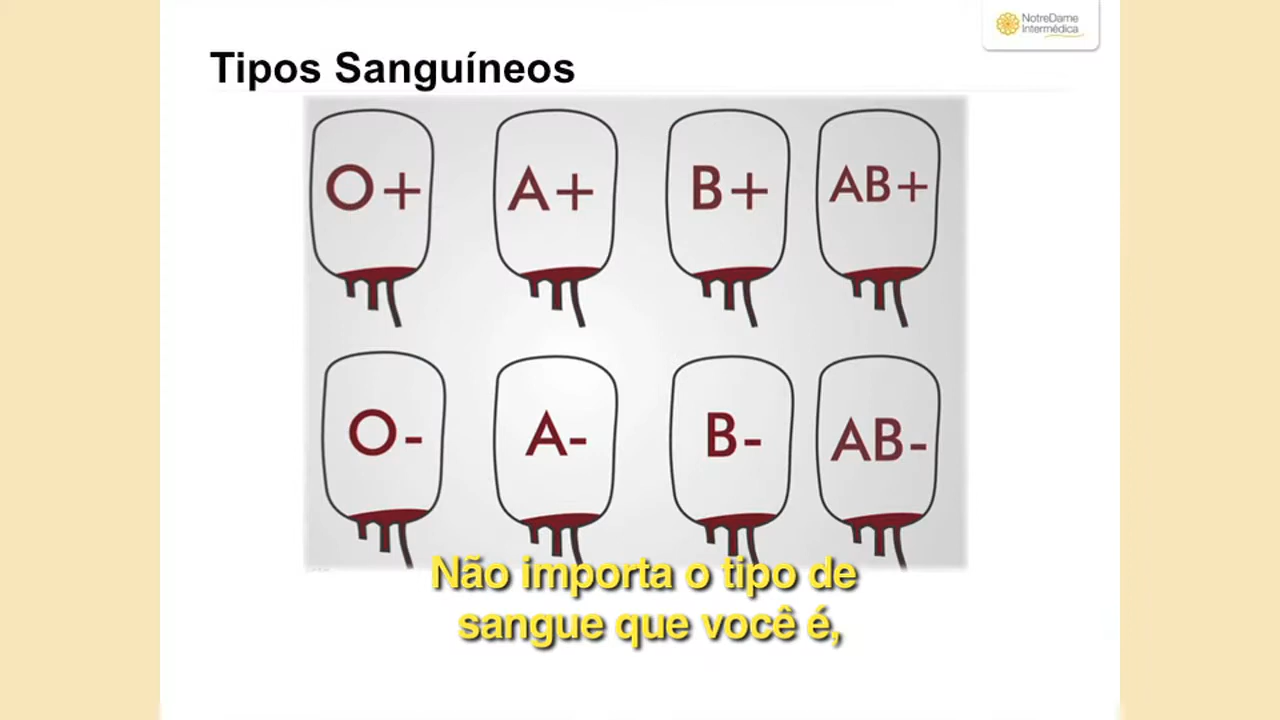 NotreDame
Intermédica
Tipos Sanguíneos
O+ A+ B+ AB+
O- A- B- AB-
Não importa o tipo de
sangue que você é,